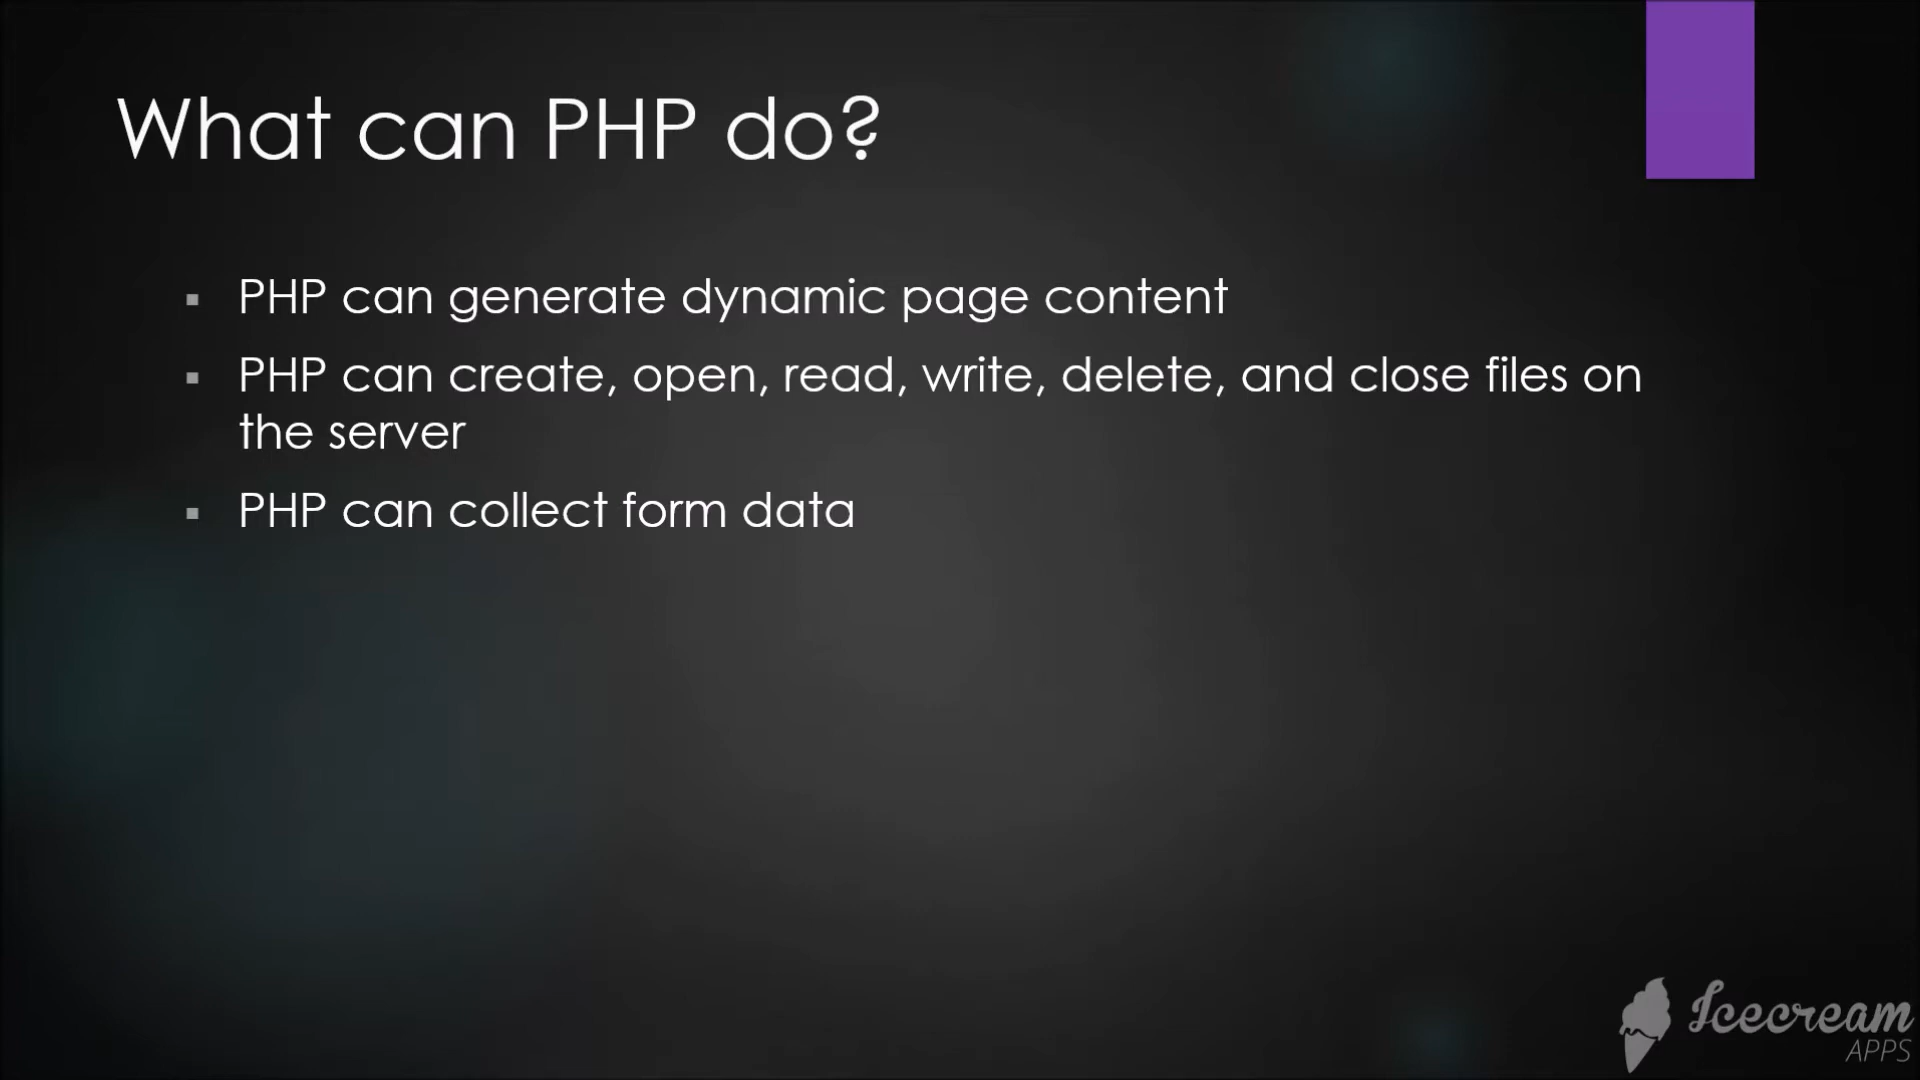 What can PHP do?
▪ PHP can generate dynamic page content
▪ PHP can create, open, read, write, delete, and close files on
the server
▪ PHP can collect form data
Icecream
APPS